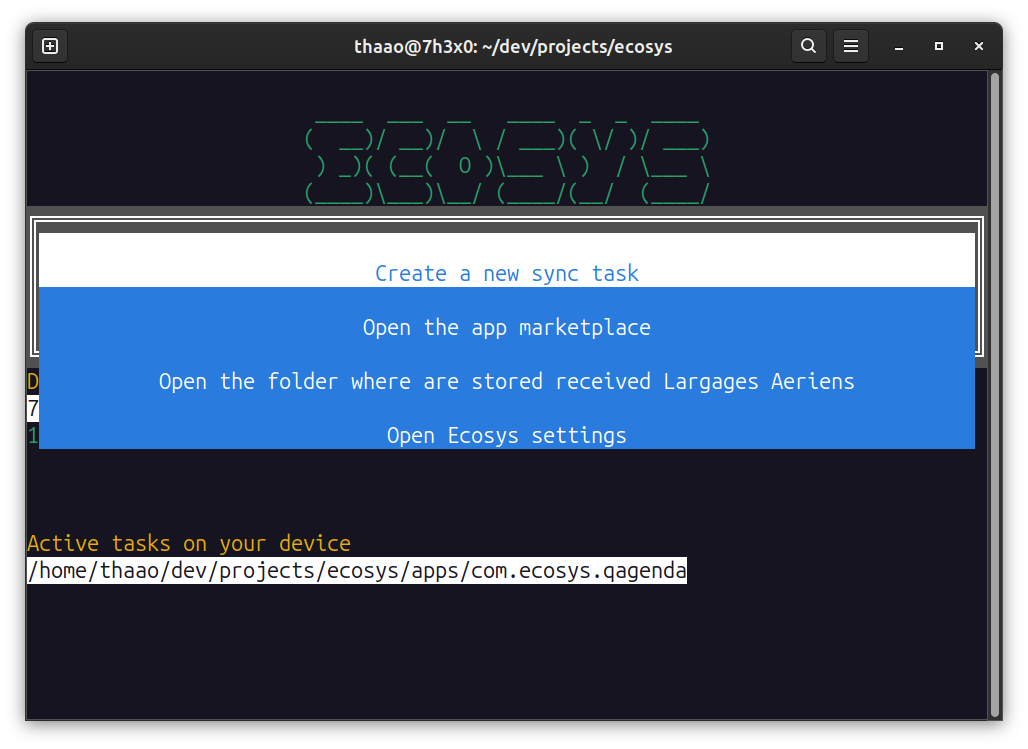 thaao@7h3x0: ~/dev/projects/ecosys
ECOSYS
Create a new sync task
Open the app marketplace
Open the folder where are stored received Largages Aeriens
Open Ecosys settings
D
7
1
Active tasks on your device
/home/thaao/dev/projects/ecosys/apps/com.ecosys.qagenda